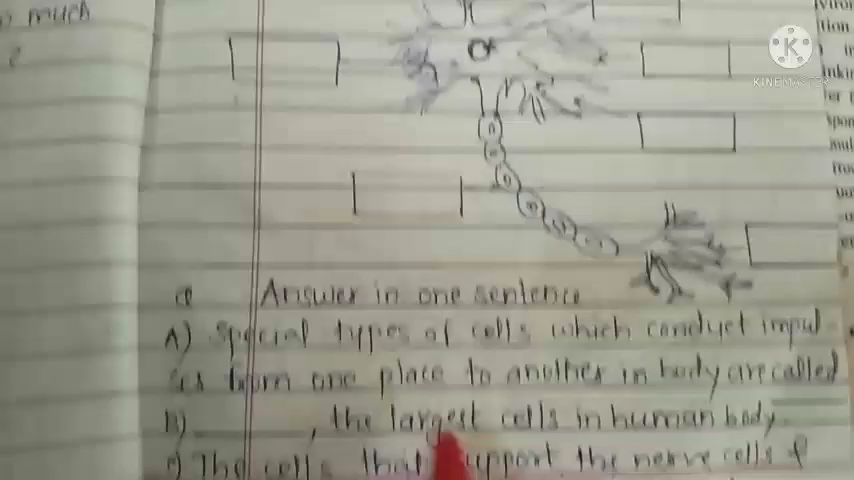 much
K
KINEMASTER
Q Answer in one sentence
A) special types of cells which conduct impul-
ses from one place to another in body are called
B) ______, the largest cells in human body.
c) The cells that support the nerve cells &